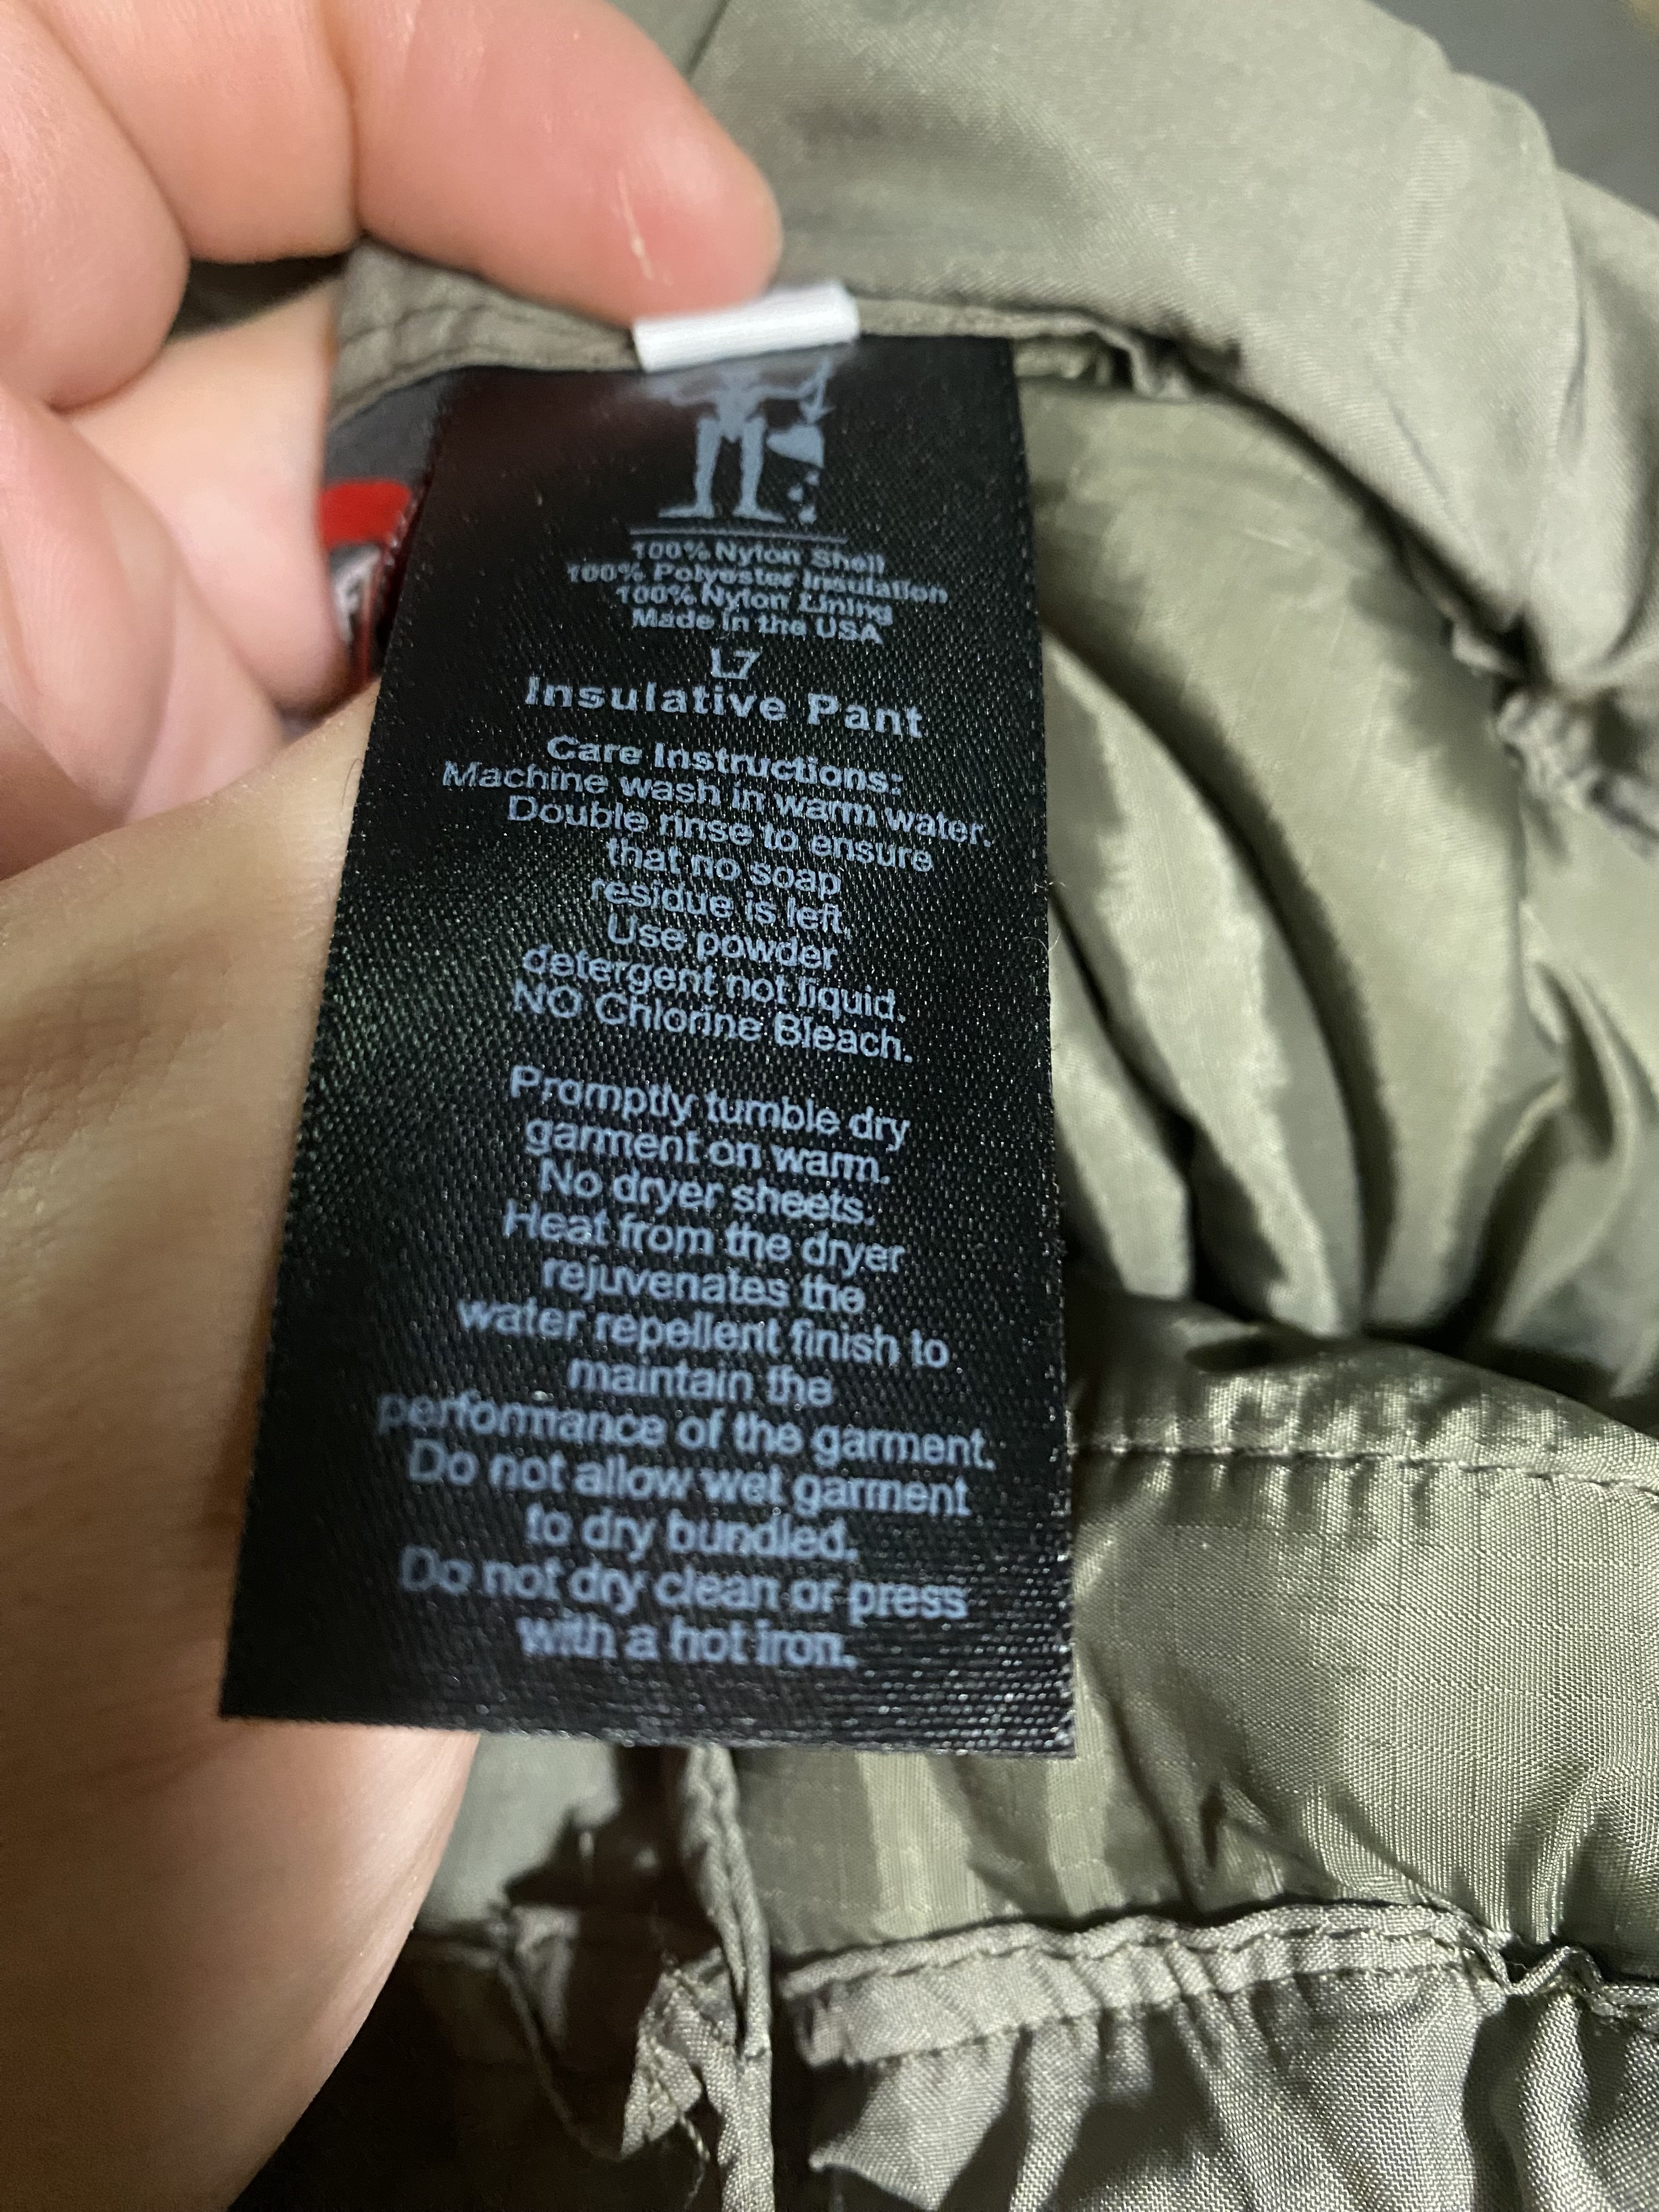 100% Nylon Shell
100% Polyester Insulation
100% Nylon Lining
Made in the USA
L7
Insulative Pant
Care Instructions:
Machine wash in warm water.
Double rinse to ensure
that no soap
residue is left.
Use powder
detergent not liquid.
NO Chlorine Bleach.
Promptly tumble dry
garment on warm.
No dryer sheets.
Heat from the dryer
rejuvenates the
water repellent finish to
maintain the
performance of the garment.
Do not allow wet garment
to dry bundled.
Do not dry clean or press
with a hot iron.